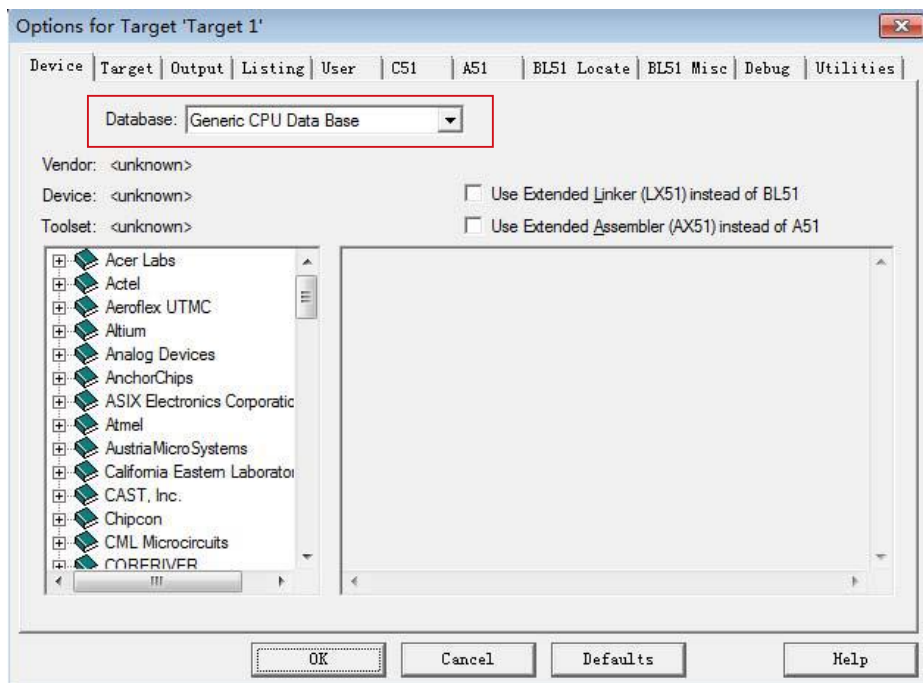 Options for Target 'Target 1'
Device Target Output Listing User C51 A51 BL51 Locate BL51 Misc Debug Utilities
Database: Generic CPU Data Base
Vendor: <unknown>
Device: <unknown>
Use Extended Linker (LX51) instead of BL51
Toolset: <unknown>
Use Extended Assembler (AX51) instead of A51
Acer Labs
Actel
Aeroflex UTMC
Altium
Analog Devices
AnchorChips
ASIX Electronics Corporatic
Atmel
AustriaMicroSystems
California Eastern Laborator
CAST, Inc.
Chipcon
CML Microcircuits
CORERIVER
OK Cancel Defaults Help